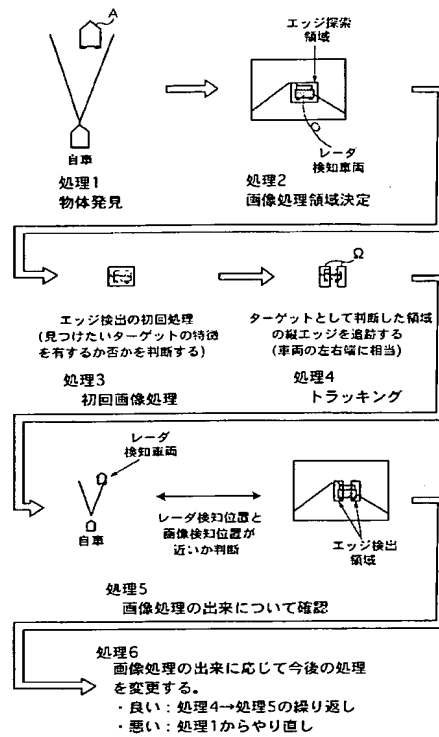 A
エッジ探索
領域
自車
レーダ
検知車両
処理1
物体発見
処理2
画像処理領域決定
Ω
エッジ検出の初回処理
(見つけたいターゲットの特徴
を有するか否かを判断する)
ターゲットとして判断した領域
の縦エッジを追跡する
(車両の左右端に相当)
処理3
初回画像処理
処理4
トラッキング
レーダ
検知車両
自車
レーダ検知位置と
画像検知位置が
近いか判断
エッジ検出
領域
処理5
画像処理の出来について確認
処理6
画像処理の出来に応じて今後の処理
を変更する。
・良い：処理4→処理5の繰り返し
・悪い：処理1からやり直し